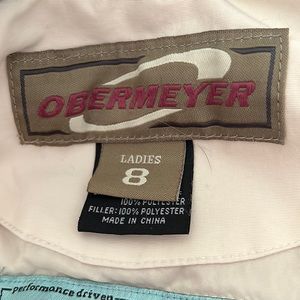 OBERMEYER
LADIES
8
100% POLYESTER
FILLER: 100% POLYESTER
MADE IN CHINA
performance driven